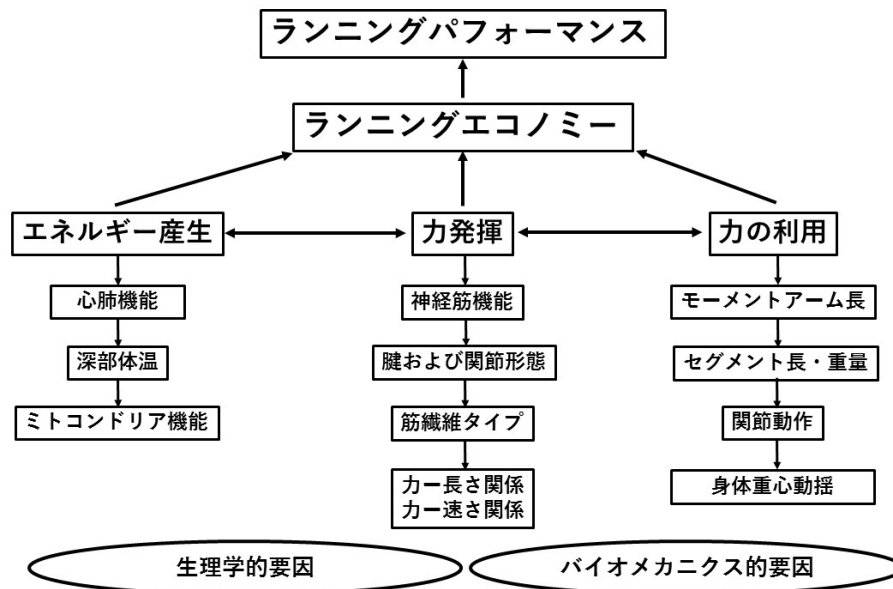 ランニングパフォーマンス
ランニングエコノミー
エネルギー産生
力発揮
力の利用
心肺機能
神経筋機能
モーメントアーム長
深部体温
腱および関節形態
セグメント長・重量
ミトコンドリア機能
筋繊維タイプ
関節動作
力ー長さ関係
力ー速さ関係
身体重心動揺
生理学的要因
バイオメカニクス的要因